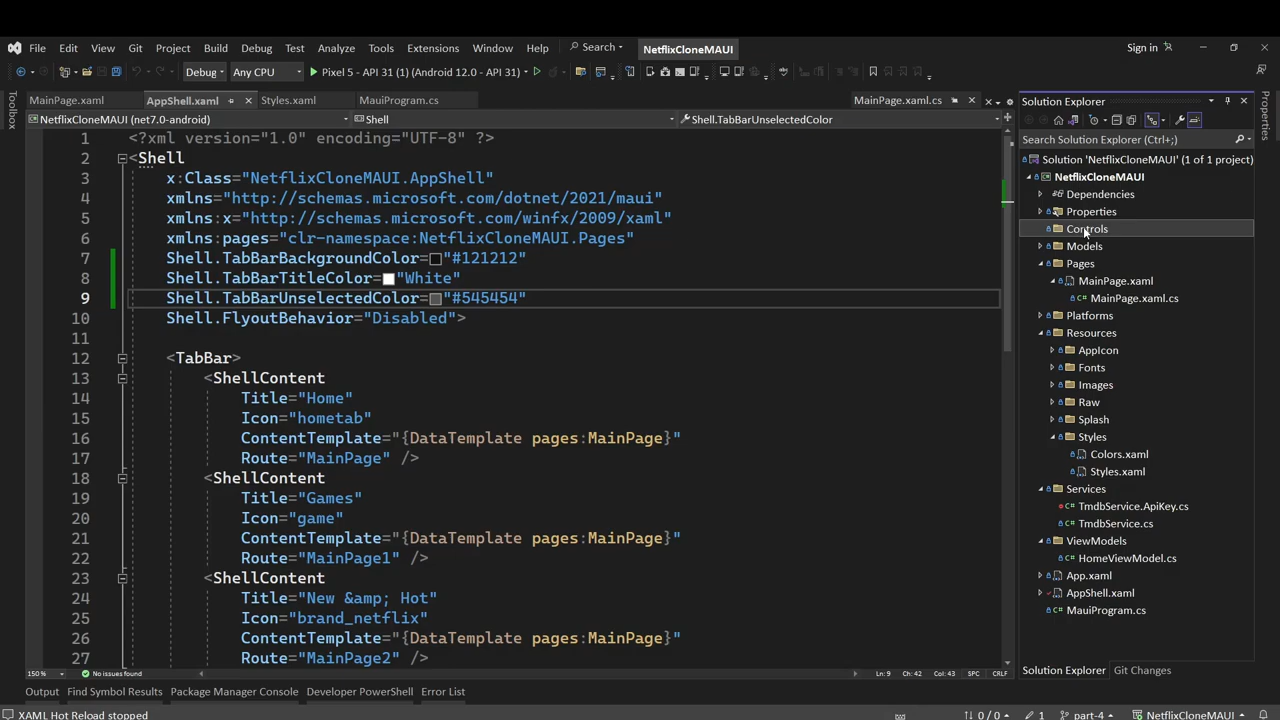 File Edit View Git Project Build Debug Test Analyze Tools Extensions Window Help Search NetflixCloneMAUI Sign in
Debug Any CPU Pixel 5 - API 31 (1) (Android 12.0 - API 31)
Toolbox
MainPage.xaml AppShell.xaml Styles.xaml MauiProgram.cs MainPage.xaml.cs
NetflixCloneMAUI (net7.0-android) Shell Shell.TabBarUnselectedColor
1 <?xml version="1.0" encoding="UTF-8" ?>
2 <Shell
3 x:Class="NetflixCloneMAUI.AppShell"
4 xmlns="http://schemas.microsoft.com/dotnet/2021/maui"
5 xmlns:x="http://schemas.microsoft.com/winfx/2009/xaml"
6 xmlns:pages="clr-namespace:NetflixCloneMAUI.Pages"
7 Shell.TabBarBackgroundColor="#121212"
8 Shell.TabBarTitleColor="White"
9 Shell.TabBarUnselectedColor="#545454"
10 Shell.FlyoutBehavior="Disabled">
11
12 <TabBar>
13 <ShellContent
14 Title="Home"
15 Icon="hometab"
16 ContentTemplate="{DataTemplate pages:MainPage}"
17 Route="MainPage" />
18 <ShellContent
19 Title="Games"
20 Icon="game"
21 ContentTemplate="{DataTemplate pages:MainPage}"
22 Route="MainPage1" />
23 <ShellContent
24 Title="New &amp; Hot"
25 Icon="brand_netflix"
26 ContentTemplate="{DataTemplate pages:MainPage}"
27 Route="MainPage2" />
150 % No issues found Ln: 9 Ch: 42 Col: 43 SPC CRLF
Solution Explorer
Search Solution Explorer (Ctrl+;)
Solution 'NetflixCloneMAUI' (1 of 1 project)
NetflixCloneMAUI
Dependencies
Properties
Controls
Models
Pages
MainPage.xaml
MainPage.xaml.cs
Platforms
Resources
AppIcon
Fonts
Images
Raw
Splash
Styles
Colors.xaml
Styles.xaml
Services
TmdbService.ApiKey.cs
TmdbService.cs
ViewModels
HomeViewModel.cs
App.xaml
AppShell.xaml
MauiProgram.cs
Solution Explorer Git Changes
Properties
Output Find Symbol Results Package Manager Console Developer PowerShell Error List
XAML Hot Reload stopped 0 / 0 1 part-4 NetflixCloneMAUI